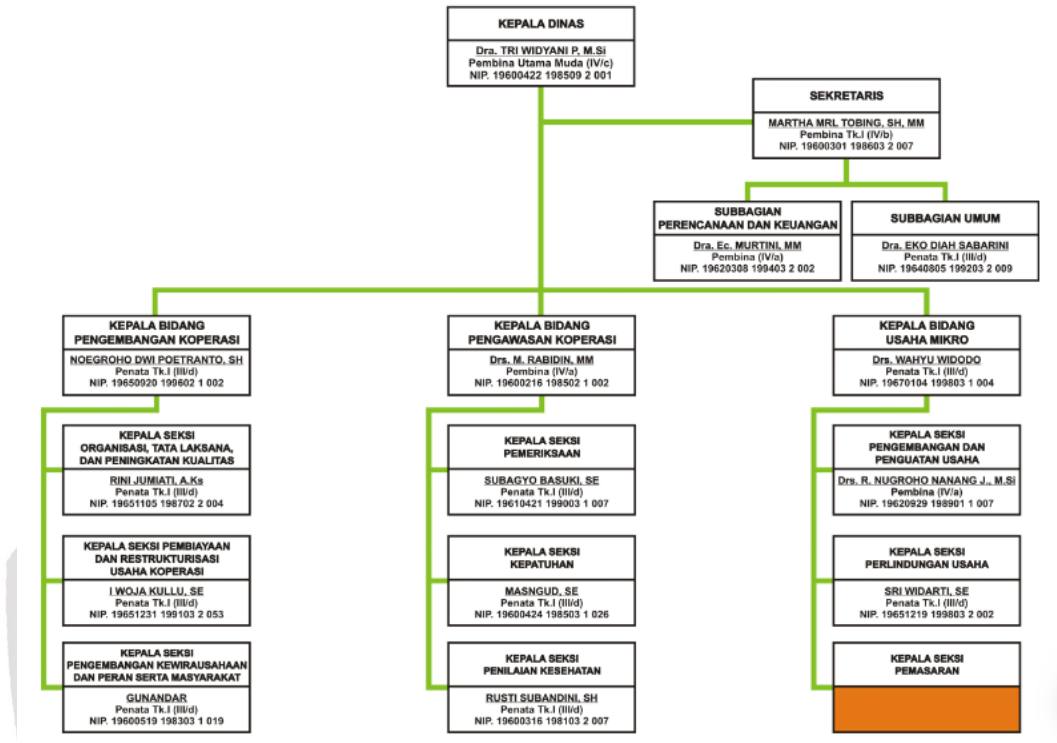 KEPALA DINAS
Dra. TRI WIDYANI P, M.Si
Pembina Utama Muda (IV/c)
NIP. 19600422 198509 2 001
SEKRETARIS
MARTHA MRL TOBING, SH, MM
Pembina Tk.I (IV/b)
NIP. 19600301 198603 2 007
SUBBAGIAN
PERENCANAAN DAN KEUANGAN
Dra. Ec. MURTINI, MM
Pembina (IV/a)
NIP. 19620308 199403 2 002
SUBBAGIAN UMUM
Dra. EKO DIAH SABARINI
Penata Tk.I (III/d)
NIP. 19640805 199203 2 009
KEPALA BIDANG
PENGEMBANGAN KOPERASI
NOEGROHO DWI POETRANTO, SH
Penata Tk.I (III/d)
NIP. 19650920 199602 1 002
KEPALA SEKSI
ORGANISASI, TATA LAKSANA,
DAN PENINGKATAN KUALITAS
RINI JUMIATI, A.Ks
Penata Tk.I (III/d)
NIP. 19651105 198702 2 004
KEPALA SEKSI PEMBIAYAAN
DAN RESTRUKTURISASI
USAHA KOPERASI
I WOJA KULLU, SE
Penata Tk.I (III/d)
NIP. 19651231 199103 2 053
KEPALA SEKSI
PENGEMBANGAN KEWIRAUSAHAAN
DAN PERAN SERTA MASYARAKAT
GUNANDAR
Penata Tk.I (III/d)
NIP. 19600519 198303 1 019
KEPALA BIDANG
PENGAWASAN KOPERASI
Drs. M. RABIDIN, MM
Pembina (IV/a)
NIP. 19600216 198502 1 002
KEPALA SEKSI
PEMERIKSAAN
SUBAGYO BASUKI, SE
Penata Tk.I (III/d)
NIP. 19610421 199003 1 007
KEPALA SEKSI
KEPATUHAN
MASNGUD, SE
Penata Tk.I (III/d)
NIP. 19600424 198503 1 026
KEPALA SEKSI
PENILAIAN KESEHATAN
RUSTI SUBANDINI, SH
Penata Tk.I (III/d)
NIP. 19600316 198103 2 007
KEPALA BIDANG
USAHA MIKRO
Drs. WAHYU WIDODO
Penata Tk.I (III/d)
NIP. 19670104 199803 1 004
KEPALA SEKSI
PENGEMBANGAN DAN
PENGUATAN USAHA
Drs. R. NUGROHO NANANG J., M.Si
Pembina (IV/a)
NIP. 19620929 198901 1 007
KEPALA SEKSI
PERLINDUNGAN USAHA
SRI WIDARTI, SE
Penata Tk.I (III/d)
NIP. 19651219 199803 2 002
KEPALA SEKSI
PEMASARAN